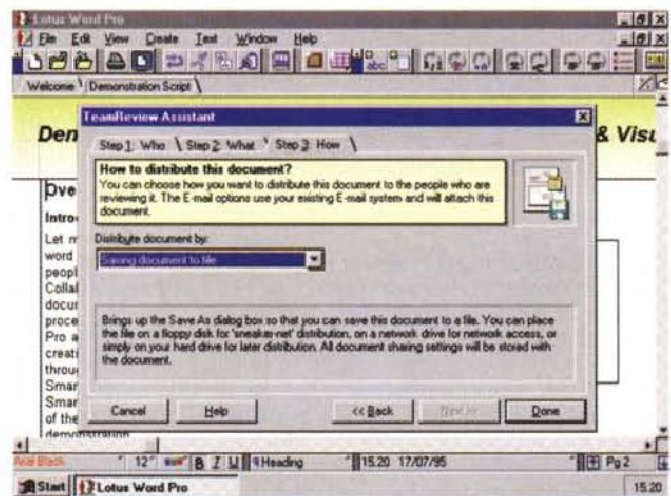 Lotus Word Pro
File Edit View Create Text Window Help
abc
Welcome Demonstration Script
TeamReview Assistant
Den & Visu
Step 1: Who Step 2: What Step 3: How
How to distribute this document?
You can choose how you want to distribute this document to the people who are
reviewing it. The E-mail options use your existing E-mail system and will attach this
document.
Ove
Intro
Let m
word
peopl
Colla
docur
proce
Pro a
creati
throu
Smar
Smar
of the
demonstration
Distribute document by:
Saving document to file
Brings up the Save As dialog box so that you can save this document to a file. You can place
the file on a floppy disk for 'sneaker-net' distribution, on a network drive for network access, or
simply on your hard drive for later distribution. All document sharing settings will be stored with
the document.
Cancel Help << Back Next >> Done
Arial Black 12 B I U Heading 15.20 17/07/95 Pg 2
Start Lotus Word Pro 15.20